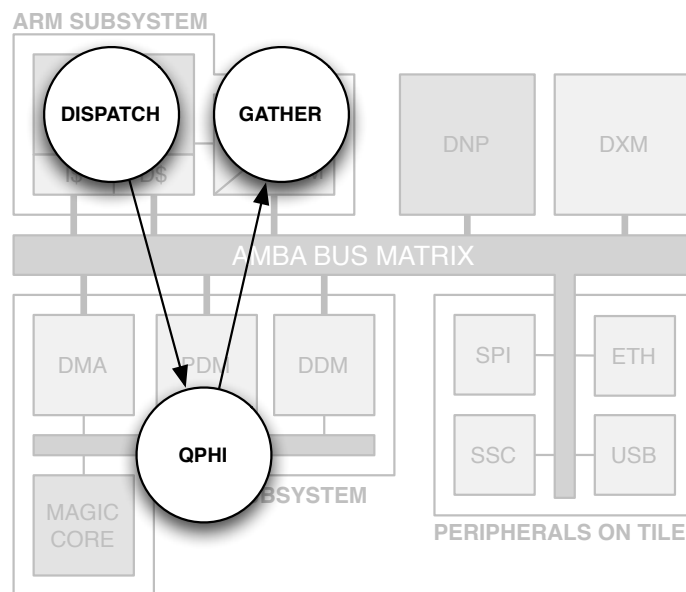 ARM SUBSYSTEM
DISPATCH
GATHER
DNP
DXM
I$
D$
AMBA BUS MATRIX
DMA
PDM
DDM
SPI
ETH
QPHI
SSC
USB
MAGIC
CORE
PERIPHERALS ON TILE